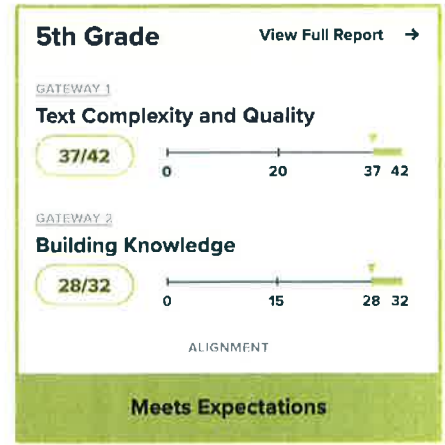 5th Grade
View Full Report →
GATEWAY 1
Text Complexity and Quality
37/42
0 20 37 42
GATEWAY 2
Building Knowledge
28/32
0 15 28 32
ALIGNMENT
Meets Expectations